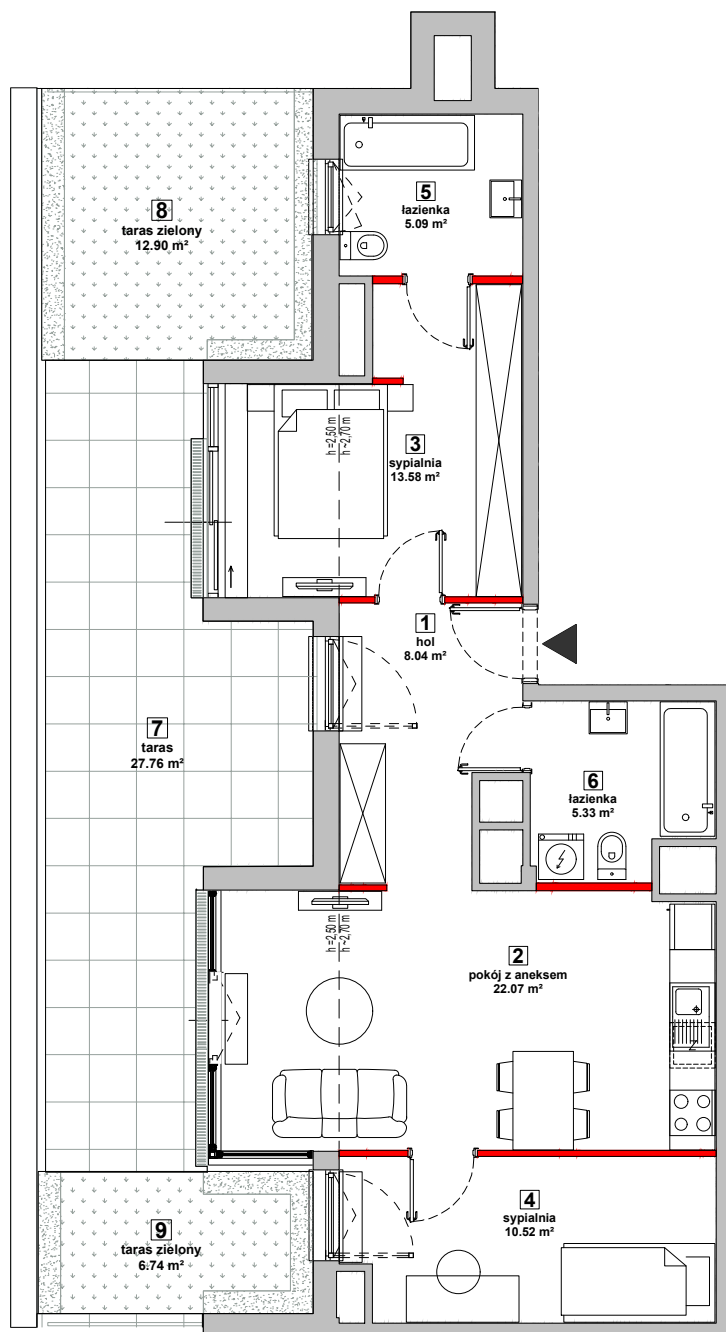 5
łazienka
5.09 m²
8
taras zielony
12.90 m²
h =2,50 m
h ~2,70 m
3
sypialnia
13.58 m²
1
hol
8.04 m²
7
taras
27.76 m²
6
łazienka
5.33 m²
h =2,50 m
h ~2,70 m
2
pokój z aneksem
22.07 m²
4
sypialnia
10.52 m²
9
taras zielony
6.74 m²